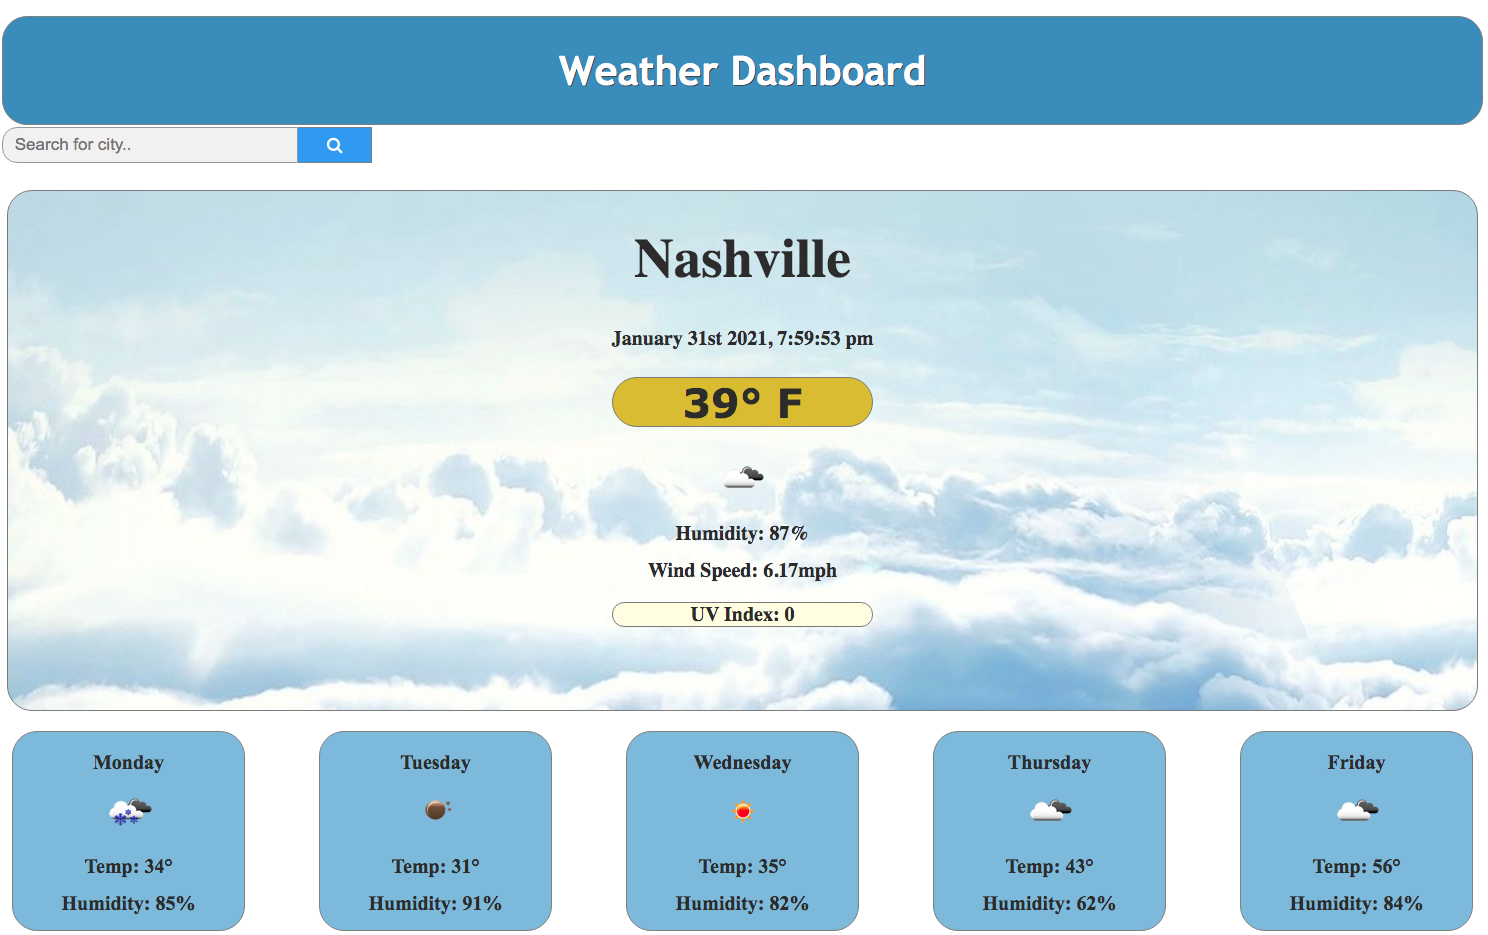 Weather Dashboard
Search for city..
Nashville
January 31st 2021, 7:59:53 pm
39° F
Humidity: 87%
Wind Speed: 6.17mph
UV Index: 0
Monday
Temp: 34°
Humidity: 85%
Tuesday
Temp: 31°
Humidity: 91%
Wednesday
Temp: 35°
Humidity: 82%
Thursday
Temp: 43°
Humidity: 62%
Friday
Temp: 56°
Humidity: 84%